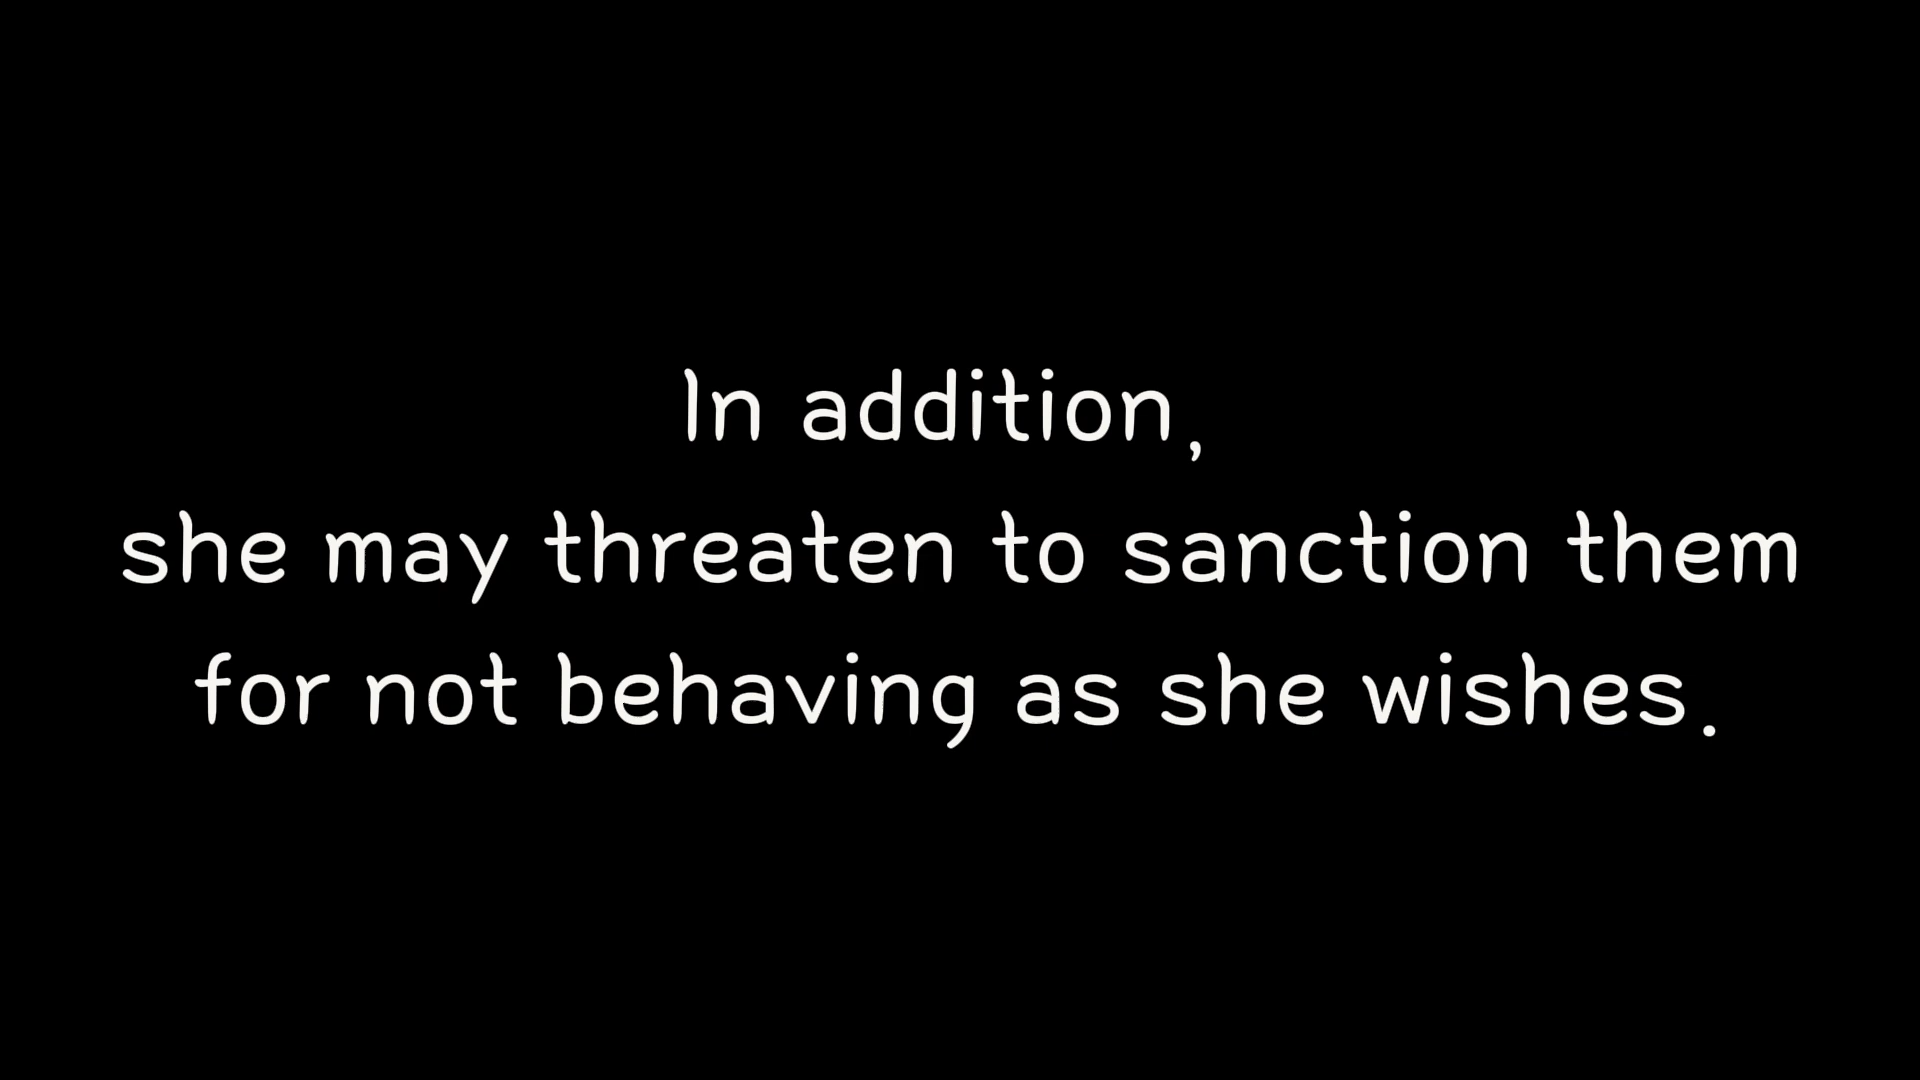 In addition,
she may threaten to sanction them
for not behaving as she wishes.